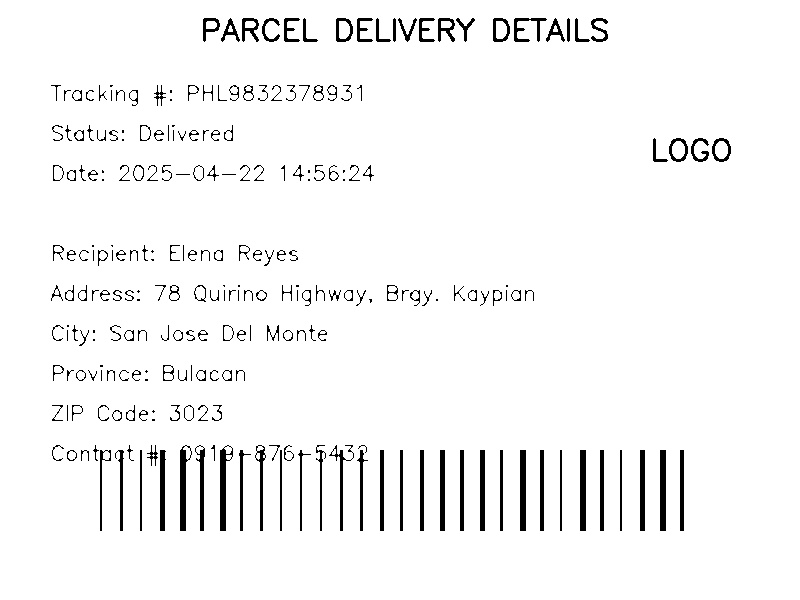 PARCEL DELIVERY DETAILS
Tracking #: PHL9832378931
Status: Delivered
LOGO
Date: 2025-04-22 14:56:24
Recipient: Elena Reyes
Address: 78 Quirino Highway, Brgy. Kaypian
City: San Jose Del Monte
Province: Bulacan
ZIP Code: 3023
Contact #: 0919-876-5432